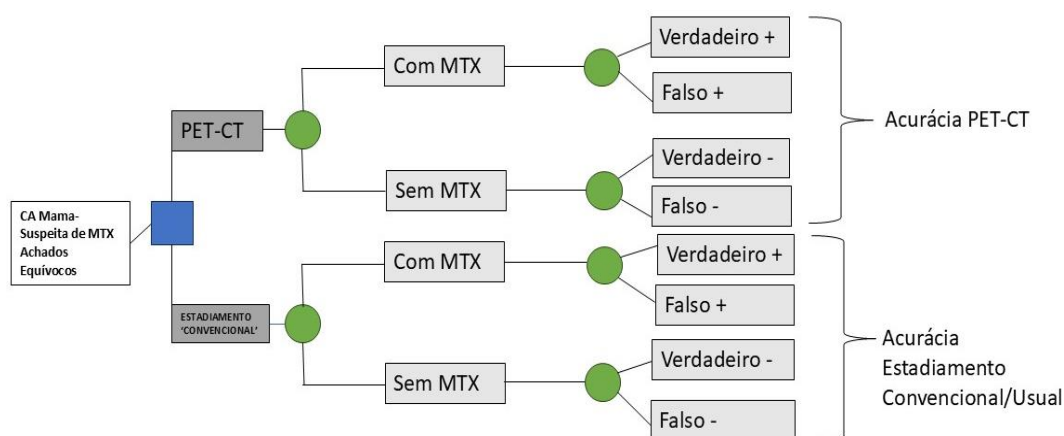 CA Mama-
Suspeita de MTX
Achados
Equívocos
PET-CT
ESTADIAMENTO
‘CONVENCIONAL’
Com MTX
Sem MTX
Com MTX
Sem MTX
Verdadeiro +
Falso +
Verdadeiro -
Falso -
Verdadeiro +
Falso +
Verdadeiro -
Falso -
Acurácia PET-CT
Acurácia
Estadiamento
Convencional/Usual